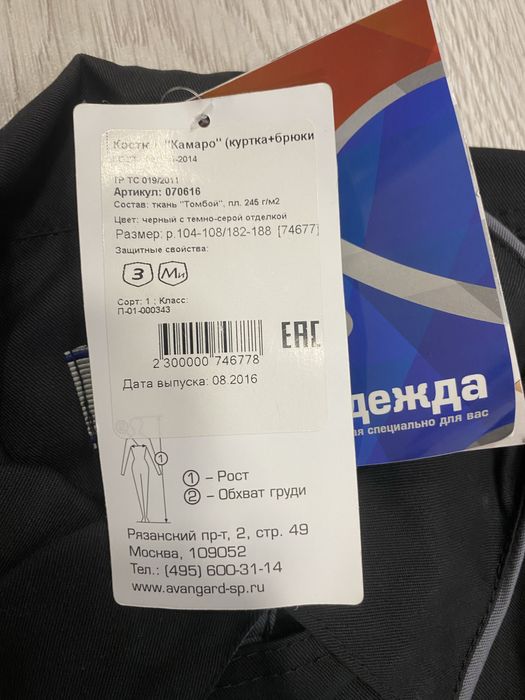 "Камаро" (куртка+брюки
ТР ТС 019/2011
Артикул: 070616
Состав: ткань "Томбой", пл. 245 г/м2
Цвет: черный с темно-серой отделкой
Размер: р.104-108/182-188 [74677]
Защитные свойства:
З Ми
Сорт: 1 ; Класс:
П-01-000343
ЕАС
2 300000 746778
Дата выпуска: 08.2016
дежда
специально для вас
1
1 – Рост
2 – Обхват груди
Рязанский пр-т, 2, стр. 49
Москва, 109052
Тел.: (495) 600-31-14
www.avangard-sp.ru